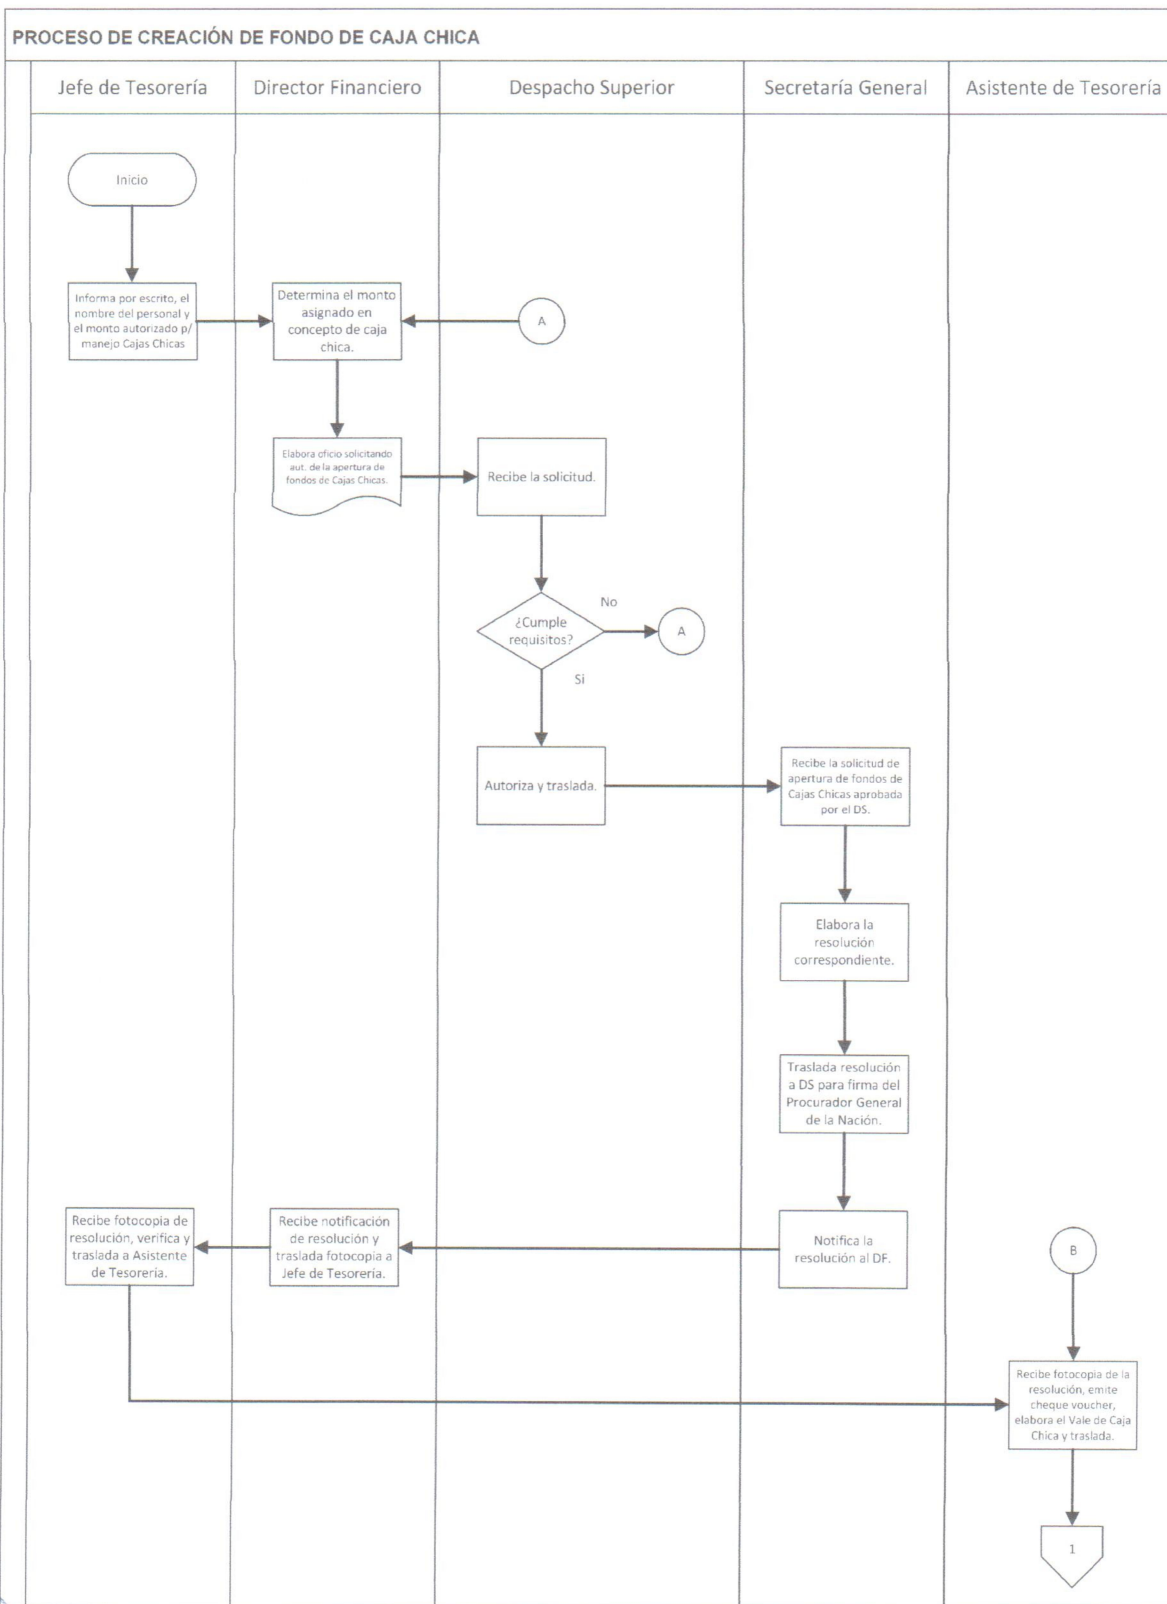 PROCESO DE CREACIÓN DE FONDO DE CAJA CHICA
Jefe de Tesorería
Director Financiero
Despacho Superior
Secretaría General
Asistente de Tesorería
Inicio
Informa por escrito, el
nombre del personal y
el monto autorizado p/
manejo Cajas Chicas
Determina el monto
asignado en
concepto de caja
chica.
A
Elabora oficio solicitando
aut. de la apertura de
fondos de Cajas Chicas.
Recibe la solicitud.
¿Cumple
requisitos?
No
A
Si
Autoriza y traslada.
Recibe la solicitud de
apertura de fondos de
Cajas Chicas aprobada
por el DS.
Elabora la
resolución
correspondiente.
Traslada resolución
a DS para firma del
Procurador General
de la Nación.
Recibe fotocopia de
resolución, verifica y
traslada a Asistente
de Tesorería.
Recibe notificación
de resolución y
traslada fotocopia a
Jefe de Tesorería.
Notifica la
resolución al DF.
B
Recibe fotocopia de la
resolución, emite
cheque voucher,
elabora el Vale de Caja
Chica y traslada.
1